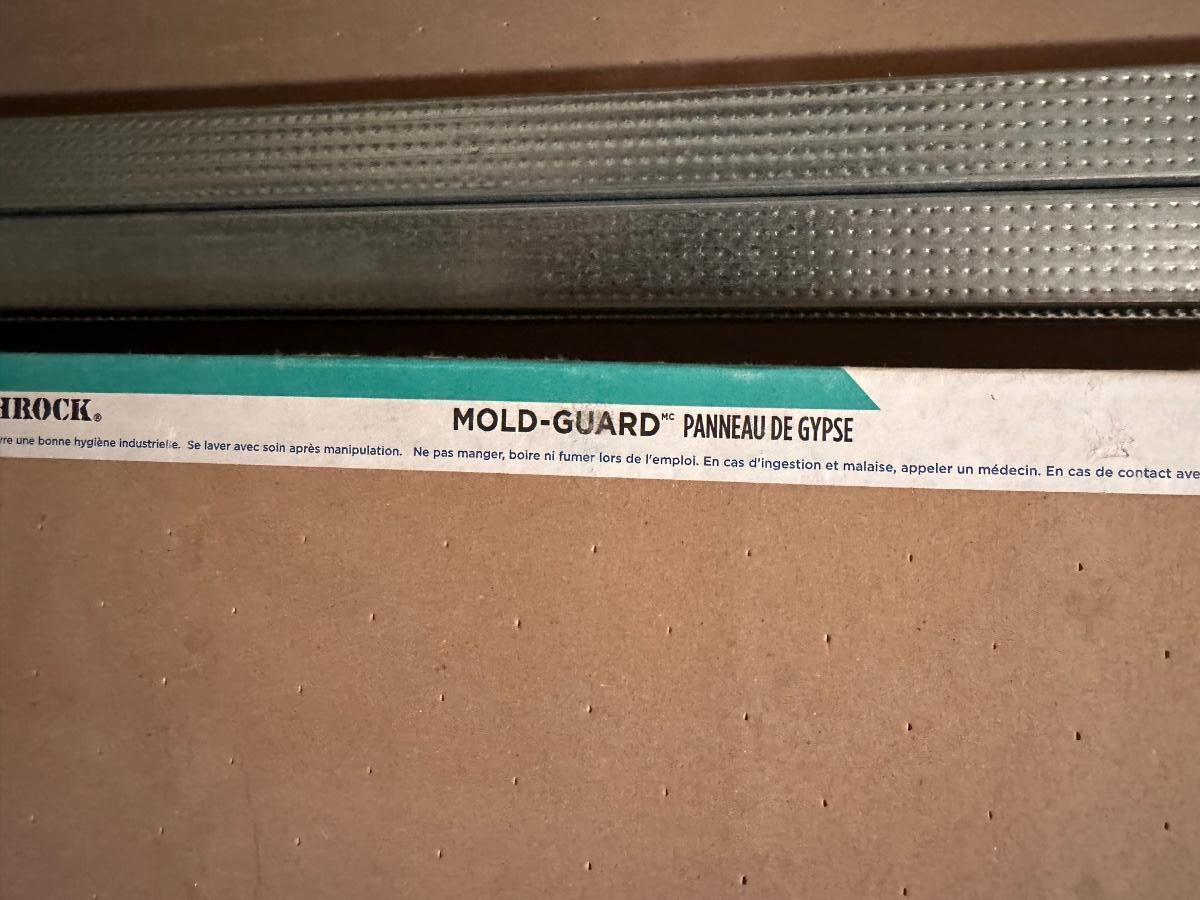 HROCK®
MOLD-GUARD MC PANNEAU DE GYPSE
re une bonne hygiène industrielle. Se laver avec soin après manipulation. Ne pas manger, boire ni fumer lors de l'emploi. En cas d'ingestion et malaise, appeler un médecin. En cas de contact ave